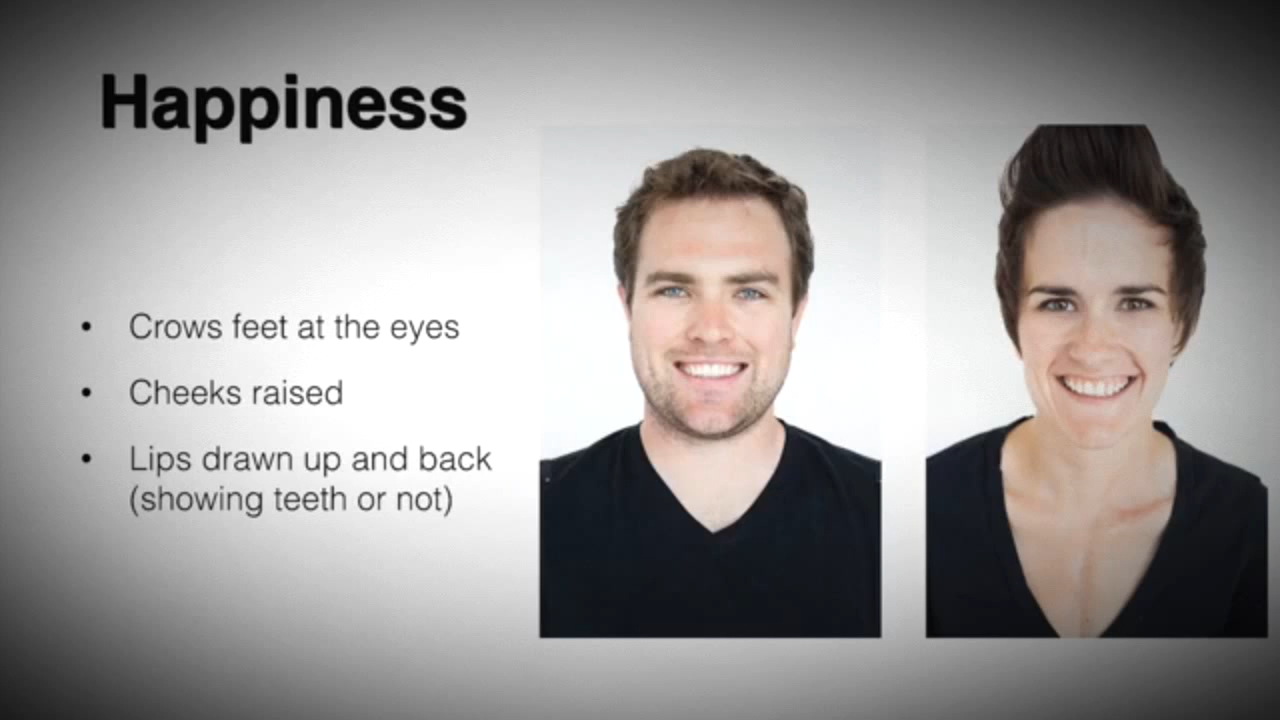 Happiness
• Crows feet at the eyes
• Cheeks raised
• Lips drawn up and back
(showing teeth or not)